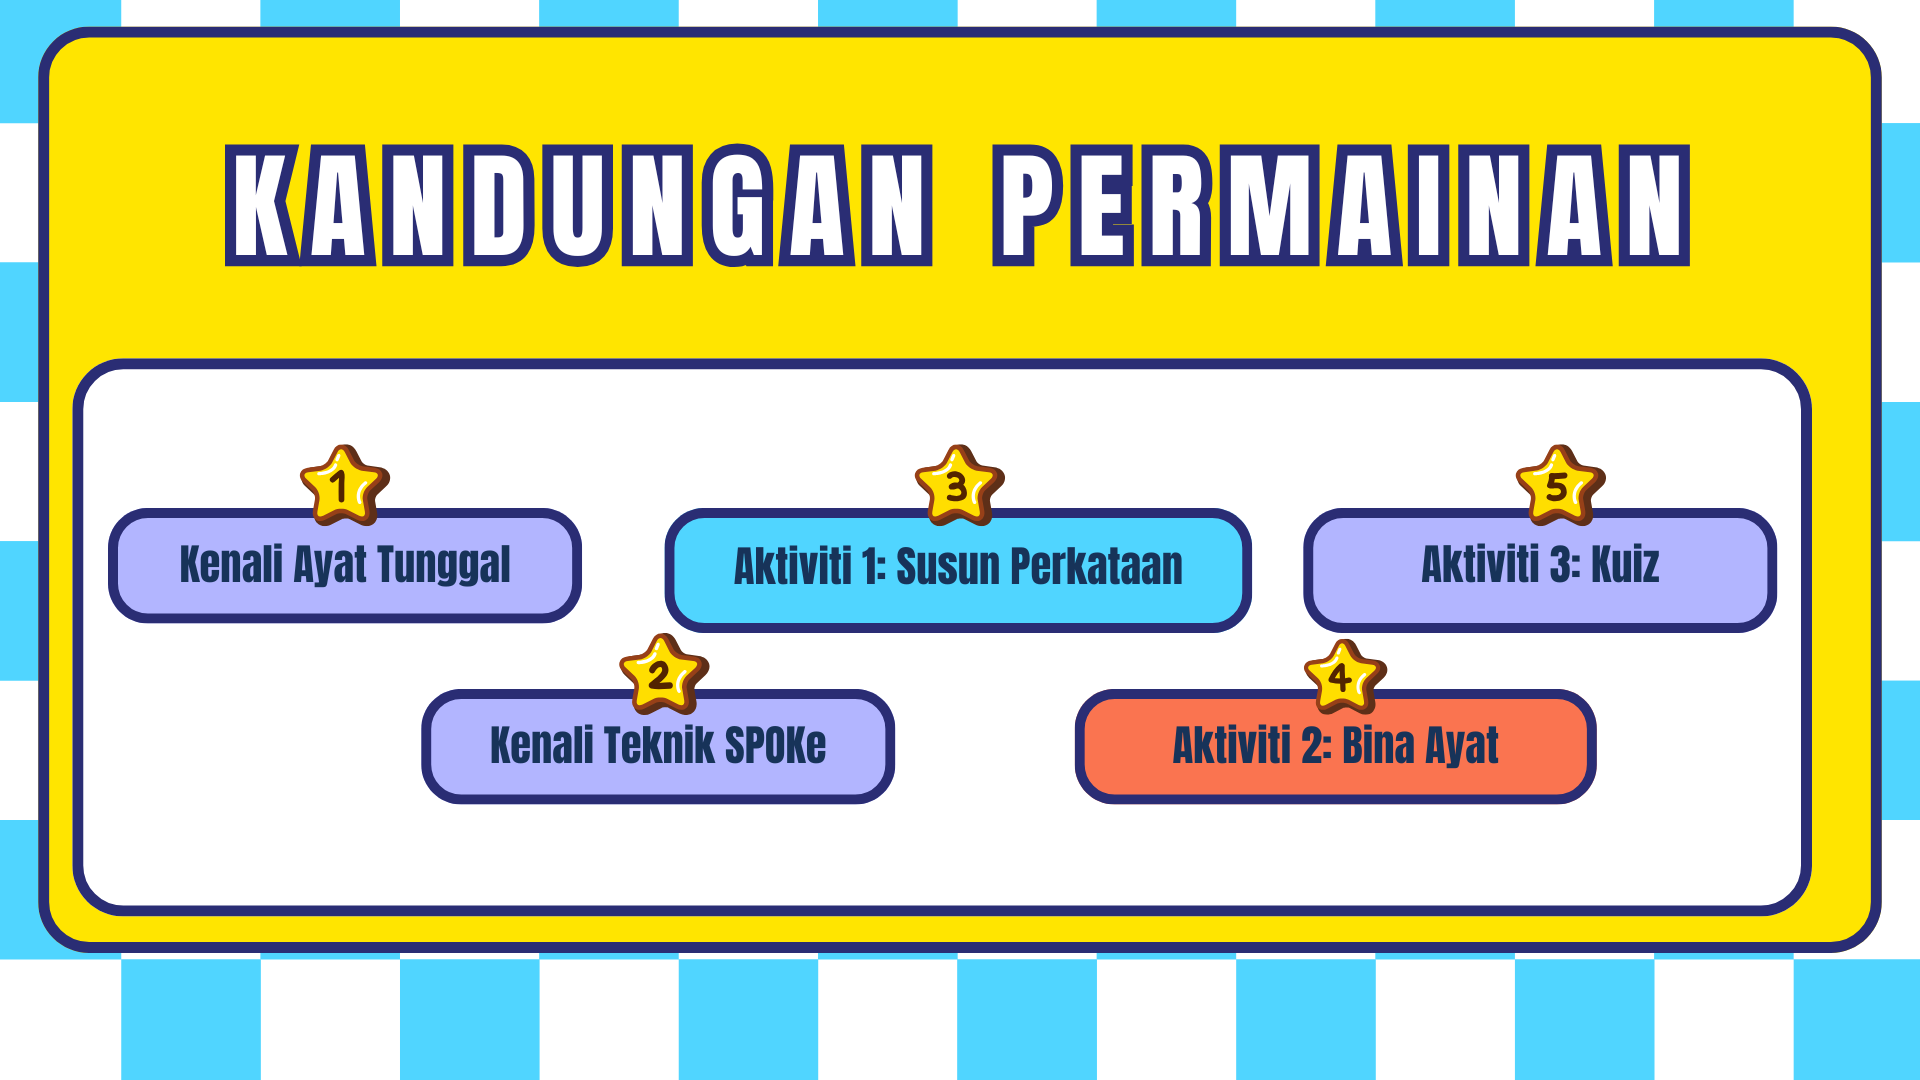 KANDUNGAN PERMAINAN
1
Kenali Ayat Tunggal
2
Kenali Teknik SPOKe
3
Aktiviti 1: Susun Perkataan
4
Aktiviti 2: Bina Ayat
5
Aktiviti 3: Kuiz